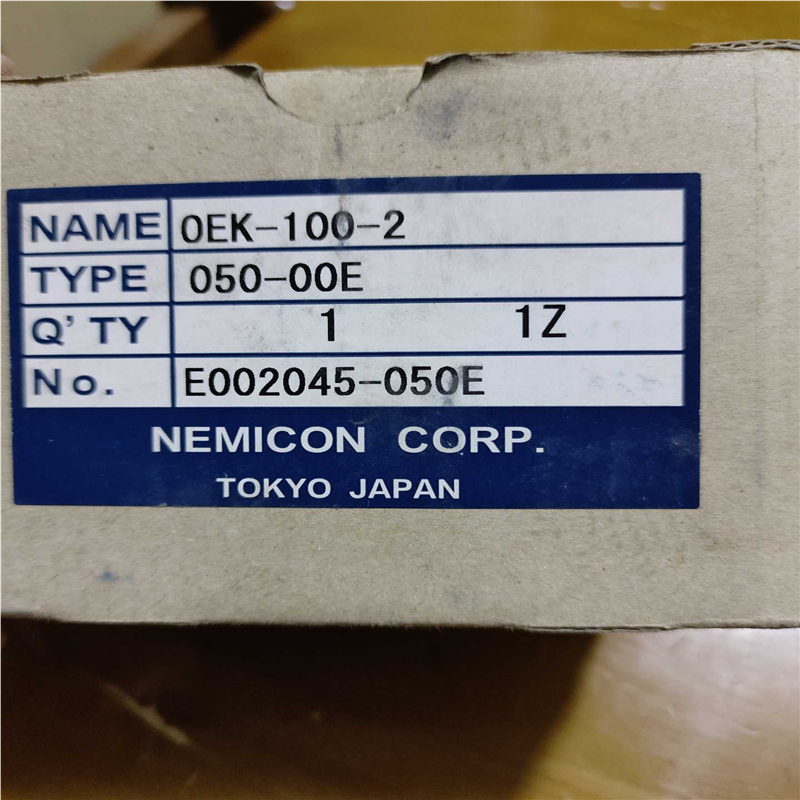 NAME OEK-100-2
TYPE 050-00E
Q'TY 1 1Z
No. E002045-050E
NEMICON CORP.
TOKYO JAPAN